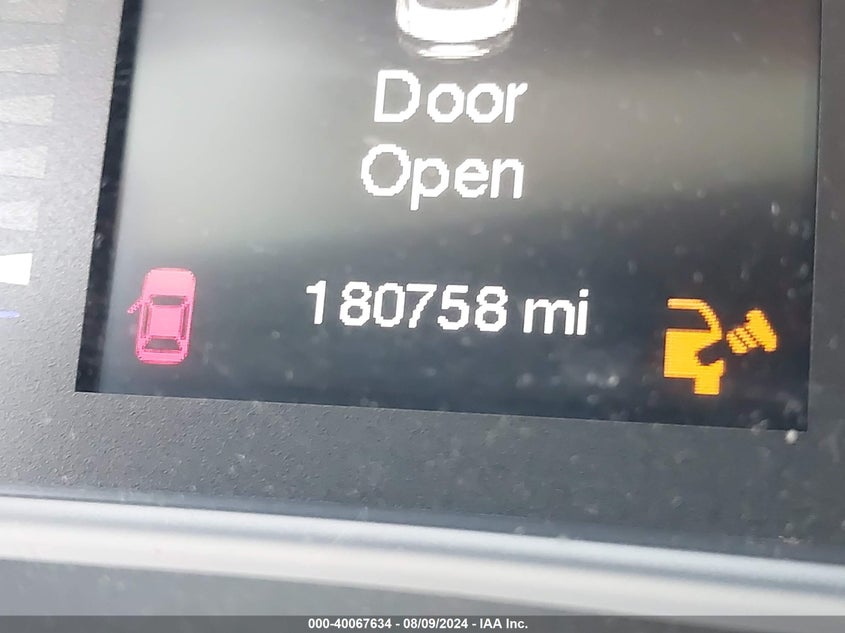 Door
Open
180758 mi
000-40067634 - 08/09/2024 - IAA Inc.